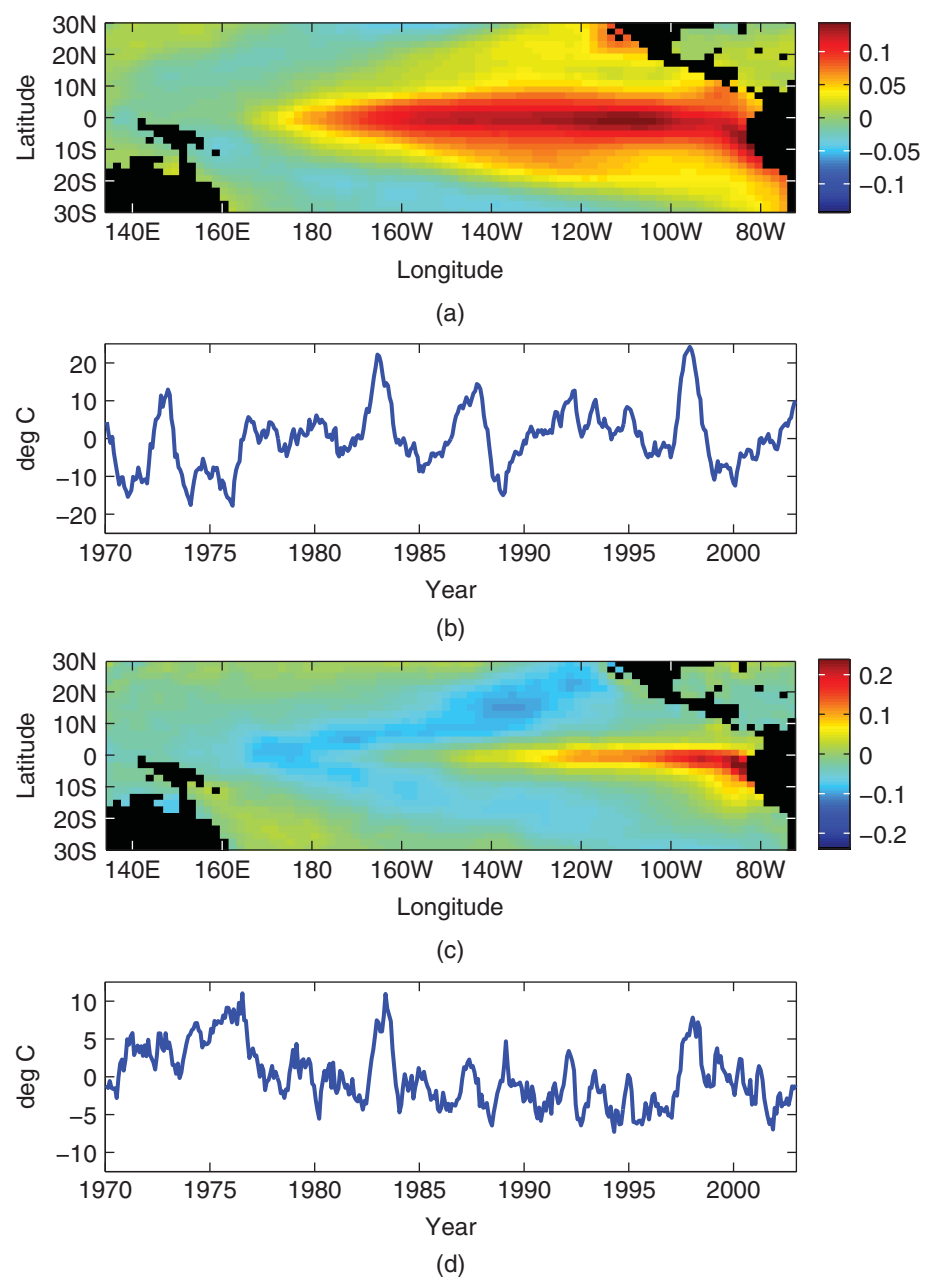 30N
20N
10N
0
10S
20S
30S
Latitude
140E 160E 180 160W 140W 120W 100W 80W
Longitude
0.1
0.05
0
−0.05
−0.1
(a)
20
10
0
−10
−20
deg C
1970 1975 1980 1985 1990 1995 2000
Year
(b)
30N
20N
10N
0
10S
20S
30S
Latitude
140E 160E 180 160W 140W 120W 100W 80W
Longitude
0.2
0.1
0
−0.1
−0.2
(c)
10
5
0
−5
−10
deg C
1970 1975 1980 1985 1990 1995 2000
Year
(d)